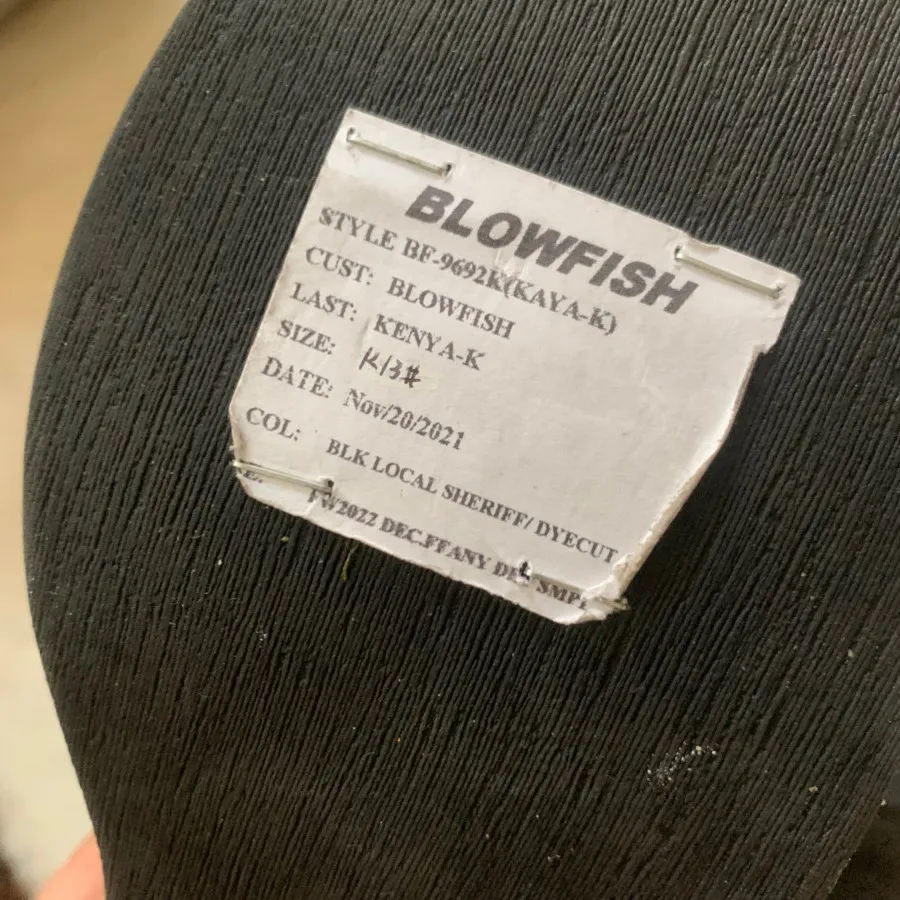 BLOWFISH
STYLE BF-9692K(KAYA-K)
CUST: BLOWFISH
LAST: KENYA-K
SIZE: K13#
DATE: Nov/20/2021
COL: BLK LOCAL SHERIFF/ DYECUT
FW2022 DEC.FFANY